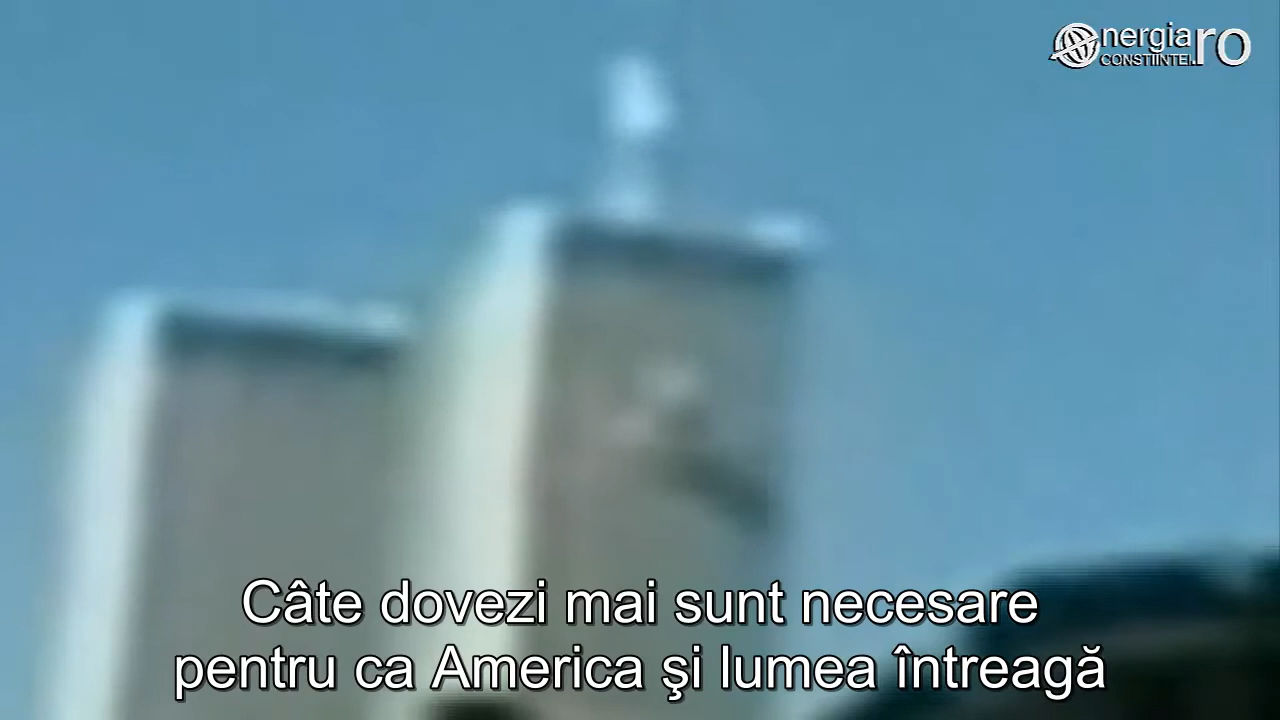 nergia
CONSTIINTEI.ro
Câte dovezi mai sunt necesare
pentru ca America şi lumea întreagă